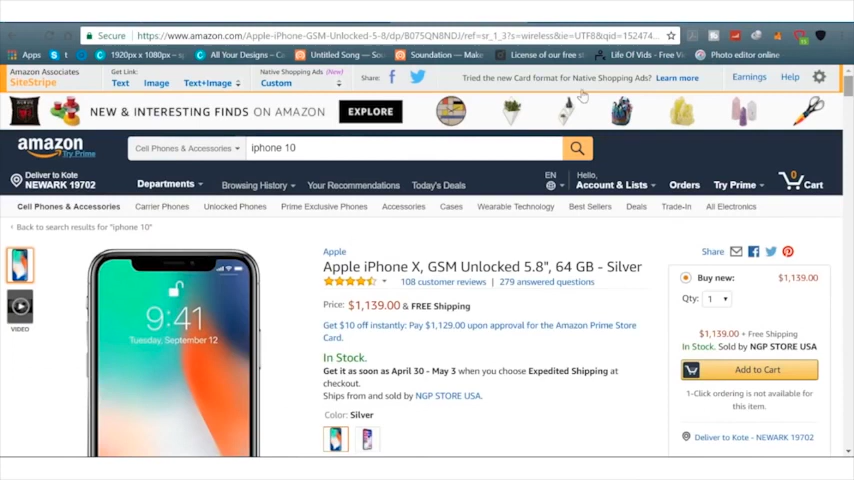 Secure https://www.amazon.com/Apple-iPhone-GSM-Unlocked-5-8/dp/B075QN8NDJ/ref=sr_1_3?s=wireless&ie=UTF8&qid=152474...
Apps 1920px x 1080px – All Your Designs – Ca Untitled Song — Sou Soundation — Make License of our free s Life Of Vids. Free V Photo editor online
Amazon Associates
SiteStripe
Get Link:
Text Image Text+Image
Native Shopping Ads (New!)
Custom
Share:
Tried the new Card format for Native Shopping Ads? Learn more
Earnings Help
NEW & INTERESTING FINDS ON AMAZON EXPLORE
amazon
Try Prime
Cell Phones & Accessories
iphone 10
Deliver to Kote
NEWARK 19702
Departments Browsing History Your Recommendations Today's Deals
EN
Hello,
Account & Lists
Orders Try Prime
0
Cart
Cell Phones & Accessories Carrier Phones Unlocked Phones Prime Exclusive Phones Accessories Cases Wearable Technology Best Sellers Deals Trade-In All Electronics
‹ Back to search results for "iphone 10"
VIDEO
9:41
Tuesday, September 12
Apple
Apple iPhone X, GSM Unlocked 5.8", 64 GB - Silver
108 customer reviews | 279 answered questions
Price: $1,139.00 & FREE Shipping
Get $10 off instantly: Pay $1,129.00 upon approval for the Amazon Prime Store
Card.
In Stock.
Get it as soon as April 30 - May 3 when you choose Expedited Shipping at
checkout.
Ships from and sold by NGP STORE USA.
Color: Silver
Share
Buy new: $1,139.00
Qty: 1
$1,139.00 + Free Shipping
In Stock. Sold by NGP STORE USA
Add to Cart
1-Click ordering is not available for
this item.
Deliver to Kote - NEWARK 19702